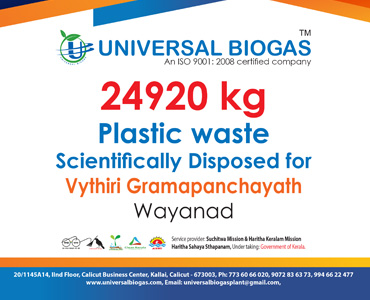 TM
UNIVERSAL BIOGAS
An ISO 9001: 2008 certified company
24920 kg
Plastic waste
Scientifically Disposed for
Vythiri Gramapanchayath
Wayanad
Service provider: Suchitwa Mission & Haritha Keralam Mission
Haritha Sahaya Sthapanam, Under taking: Government of Kerala.
20/1145A14, IInd Floor, Calicut Business Center, Kallai, Calicut - 673003, Ph: 773 60 66 020, 9072 83 63 73, 994 66 22 477
www.universalbiogas.com, Email: universalbiogasplant@gmail.com,